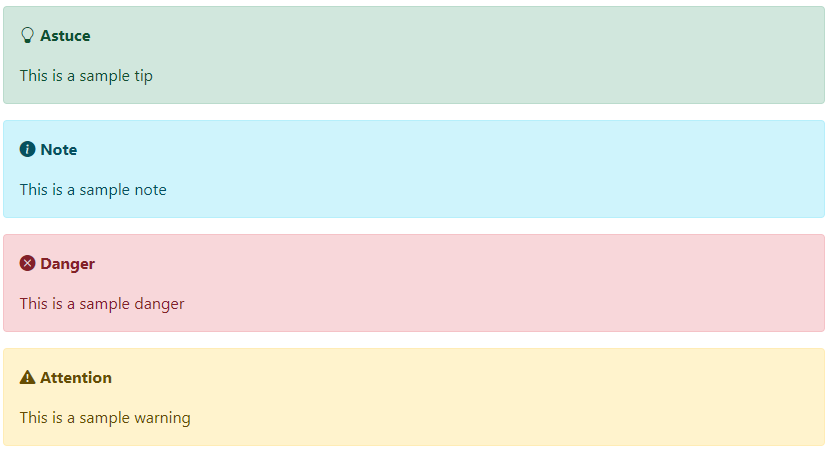 Astuce
This is a sample tip
Note
This is a sample note
Danger
This is a sample danger
Attention
This is a sample warning